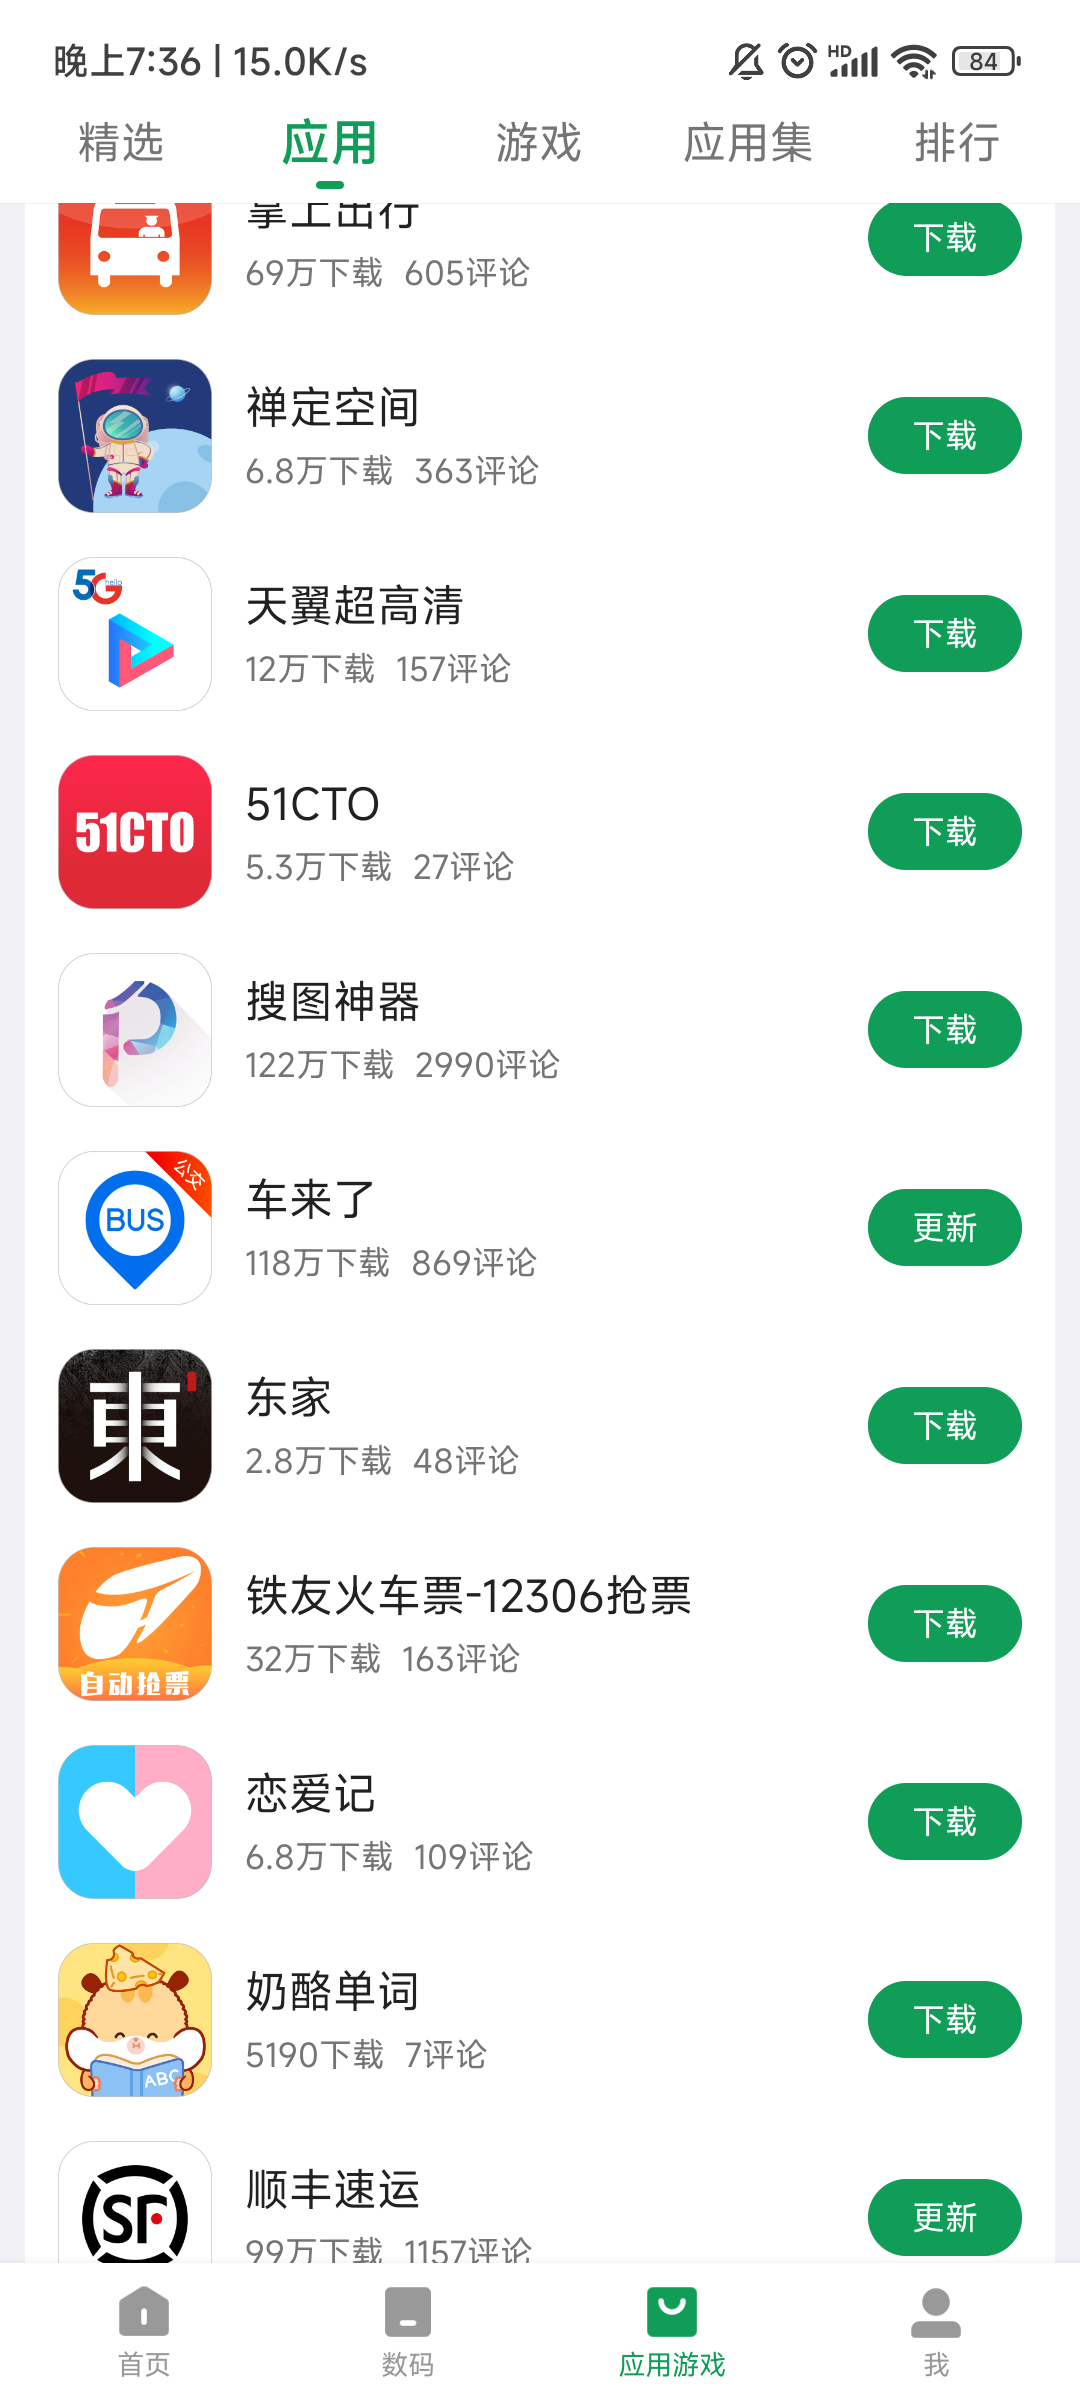 晚上7:36 | 15.0K/s
HD
84
精选 应用 游戏 应用集 排行
掌上出行
69万下载 605评论
下载
禅定空间
6.8万下载 363评论
下载
5G
hello
天翼超高清
12万下载 157评论
下载
51CTO
51CTO
5.3万下载 27评论
下载
搜图神器
122万下载 2990评论
下载
公交
BUS
车来了
118万下载 869评论
更新
東
东家
2.8万下载 48评论
下载
自动抢票
铁友火车票-12306抢票
32万下载 163评论
下载
恋爱记
6.8万下载 109评论
下载
ABC
奶酪单词
5190下载 7评论
下载
SF
顺丰速运
99万下载 1157评论
更新
首页 数码 应用游戏 我